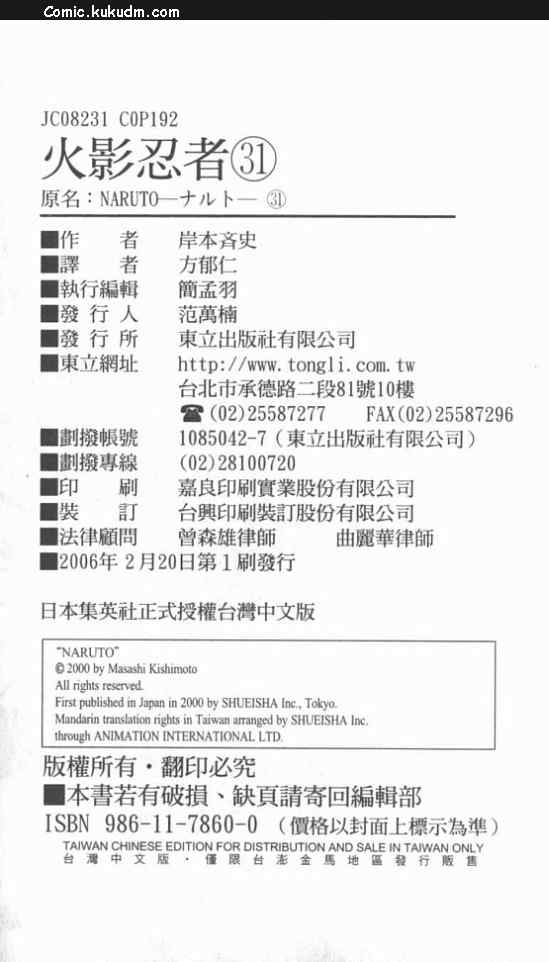 Comic.kukudm.com
JC08231 C0P192
火影忍者㉛
原名：NARUTO—ナルト— ㉛
■作　　者　岸本斉史
■譯　　者　方郁仁
■執行編輯　簡孟羽
■發 行 人　范萬楠
■發 行 所　東立出版社有限公司
■東立網址　http://www.tongli.com.tw
台北市承德路二段81號10樓
☎(02)25587277　FAX(02)25587296
■劃撥帳號　1085042-7（東立出版社有限公司）
■劃撥專線　(02)28100720
■印　　刷　嘉良印刷實業股份有限公司
■裝　　訂　台興印刷裝訂股份有限公司
■法律顧問　曾森雄律師　　曲麗華律師
■2006年 2月20日第1刷發行
日本集英社正式授權台灣中文版
“NARUTO”
© 2000 by Masashi Kishimoto
All rights reserved.
First published in Japan in 2000 by SHUEISHA Inc., Tokyo.
Mandarin translation rights in Taiwan arranged by SHUEISHA Inc.
through ANIMATION INTERNATIONAL LTD.
版權所有・翻印必究
■本書若有破損、缺頁請寄回編輯部
ISBN 986-11-7860-0 （價格以封面上標示為準）
TAIWAN CHINESE EDITION FOR DISTRIBUTION AND SALE IN TAIWAN ONLY
台灣中文版・僅限台澎金馬地區發行販售